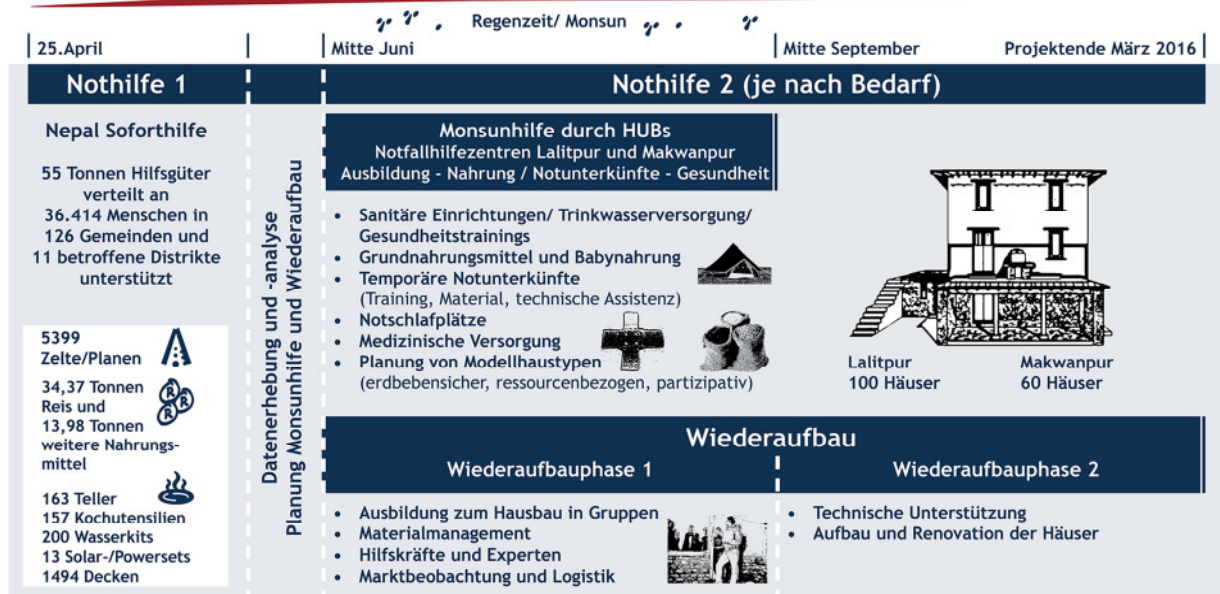 Regenzeit/ Monsun
25.April
Mitte Juni
Mitte September
Projektende März 2016
Nothilfe 1
Nothilfe 2 (je nach Bedarf)
Nepal Soforthilfe
55 Tonnen Hilfsgüter
verteilt an
36.414 Menschen in
126 Gemeinden und
11 betroffene Distrikte
unterstützt
5399
Zelte/Planen
34,37 Tonnen
Reis und
13,98 Tonnen
weitere Nahrungs-
mittel
R
R
R
163 Teller
157 Kochutensilien
200 Wasserkits
13 Solar-/Powersets
1494 Decken
Datenerhebung und -analyse
Planung Monsunhilfe und Wiederaufbau
Monsunhilfe durch HUBs
Notfallhilfezentren Lalitpur und Makwanpur
Ausbildung - Nahrung / Notunterkünfte - Gesundheit
• Sanitäre Einrichtungen/ Trinkwasserversorgung/
Gesundheitstrainings
• Grundnahrungsmittel und Babynahrung
• Temporäre Notunterkünfte
(Training, Material, technische Assistenz)
• Notschlafplätze
• Medizinische Versorgung
• Planung von Modellhaustypen
(erdbebensicher, ressourcenbezogen, partizipativ)
Lalitpur
100 Häuser
Makwanpur
60 Häuser
Wiederaufbau
Wiederaufbauphase 1
Wiederaufbauphase 2
• Ausbildung zum Hausbau in Gruppen
• Materialmanagement
• Hilfskräfte und Experten
• Marktbeobachtung und Logistik
• Technische Unterstützung
• Aufbau und Renovation der Häuser